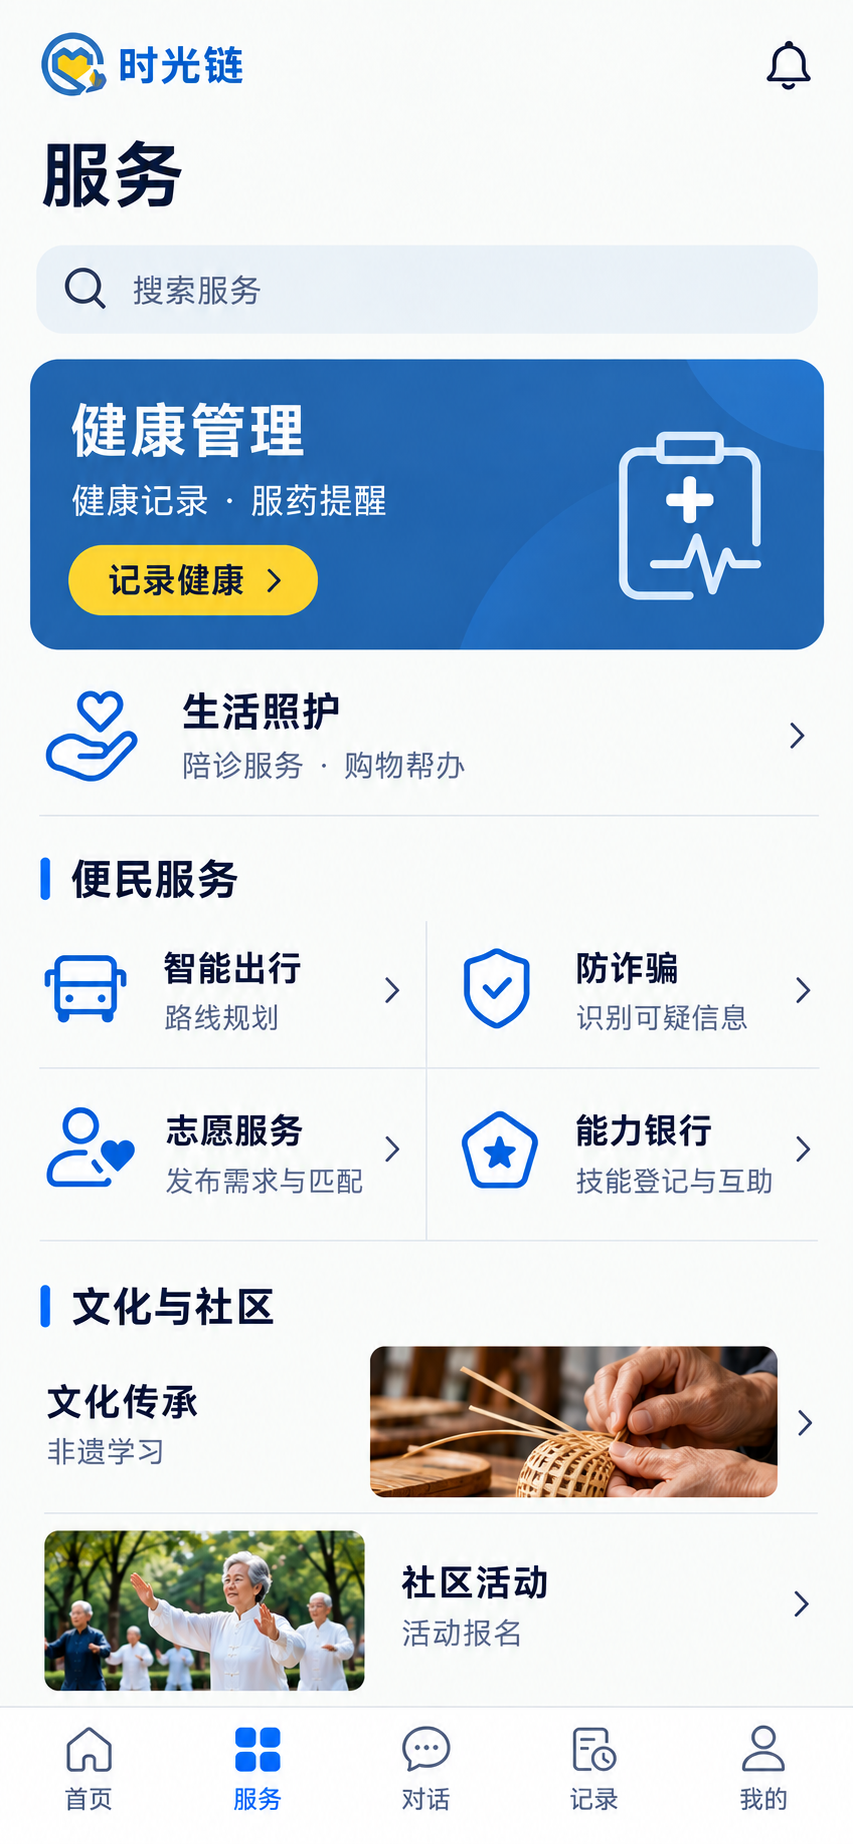 时光链
服务
搜索服务
健康管理
健康记录 · 服药提醒
记录健康
生活照护
陪诊服务 · 购物帮办
便民服务
智能出行
路线规划
防诈骗
识别可疑信息
志愿服务
发布需求与匹配
能力银行
技能登记与互助
文化与社区
文化传承
非遗学习
社区活动
活动报名
首页
服务
对话
记录
我的